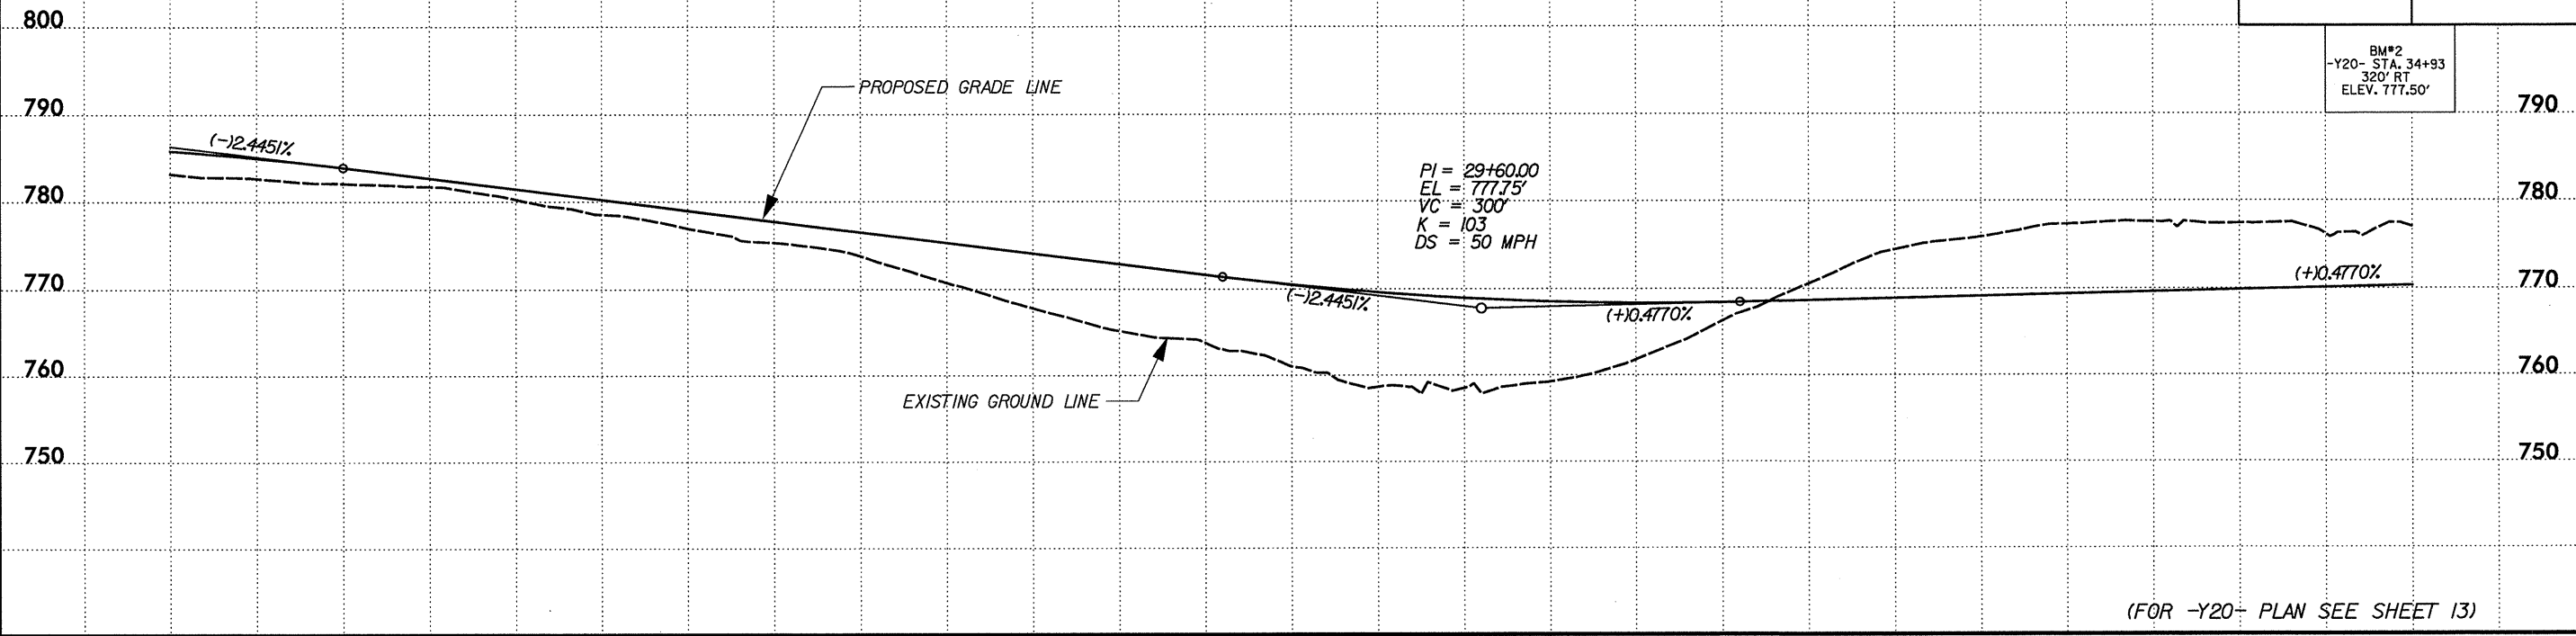 800
BM#2
-Y20- STA. 34+93
320' RT
ELEV. 777.50'
PROPOSED GRADE LINE
790
790
(-)2.4451%
PI = 29+60.00
EL = 777.75'
VC = 300'
K = 103
DS = 50 MPH
780
780
(+)0.4770%
770
770
(-)2.4451%
(+)0.4770%
760
760
EXISTING GROUND LINE
750
750
(FOR -Y20- PLAN SEE SHEET 13)